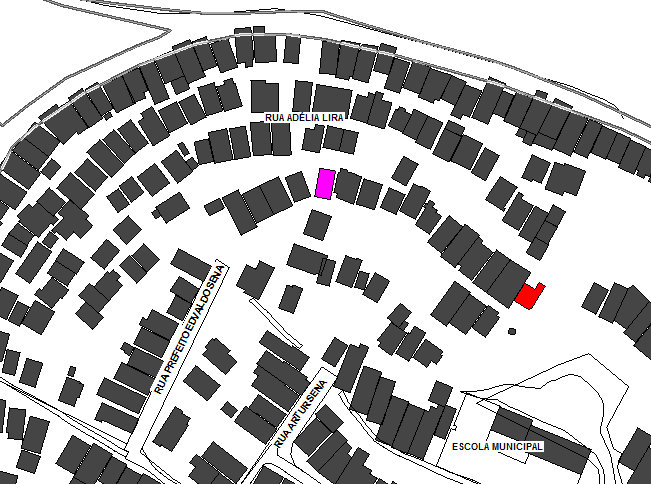 RUA ADÉLIA LIRA
RUA PREFEITO EDVALDO SENA
RUA ARTUR SENA
ESCOLA MUNICIPAL